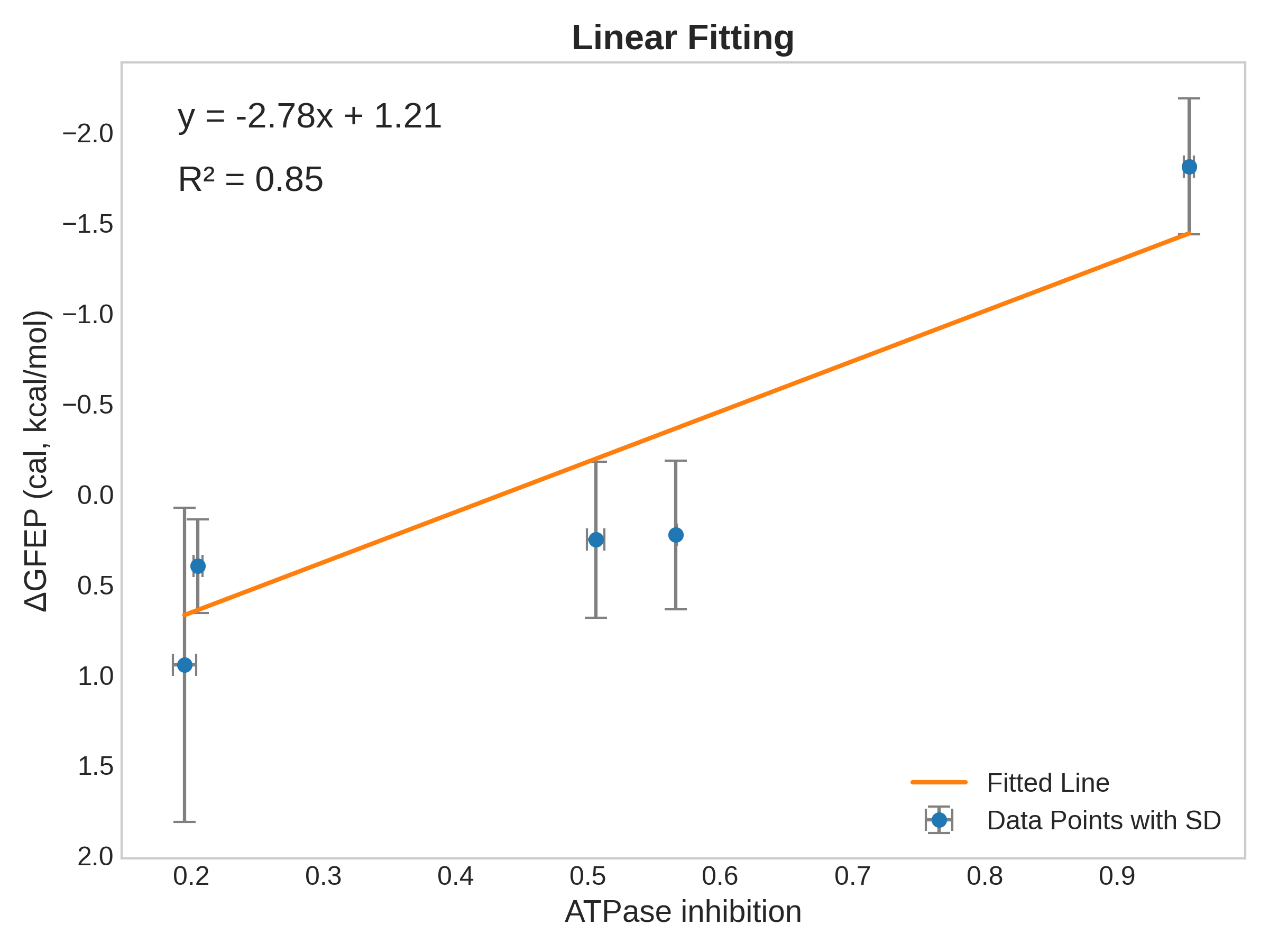 Linear Fitting
y = -2.78x + 1.21
R² = 0.85
−2.0
−1.5
−1.0
−0.5
0.0
0.5
1.0
1.5
2.0
ΔGFEP (cal, kcal/mol)
Fitted Line
Data Points with SD
0.2 0.3 0.4 0.5 0.6 0.7 0.8 0.9
ATPase inhibition